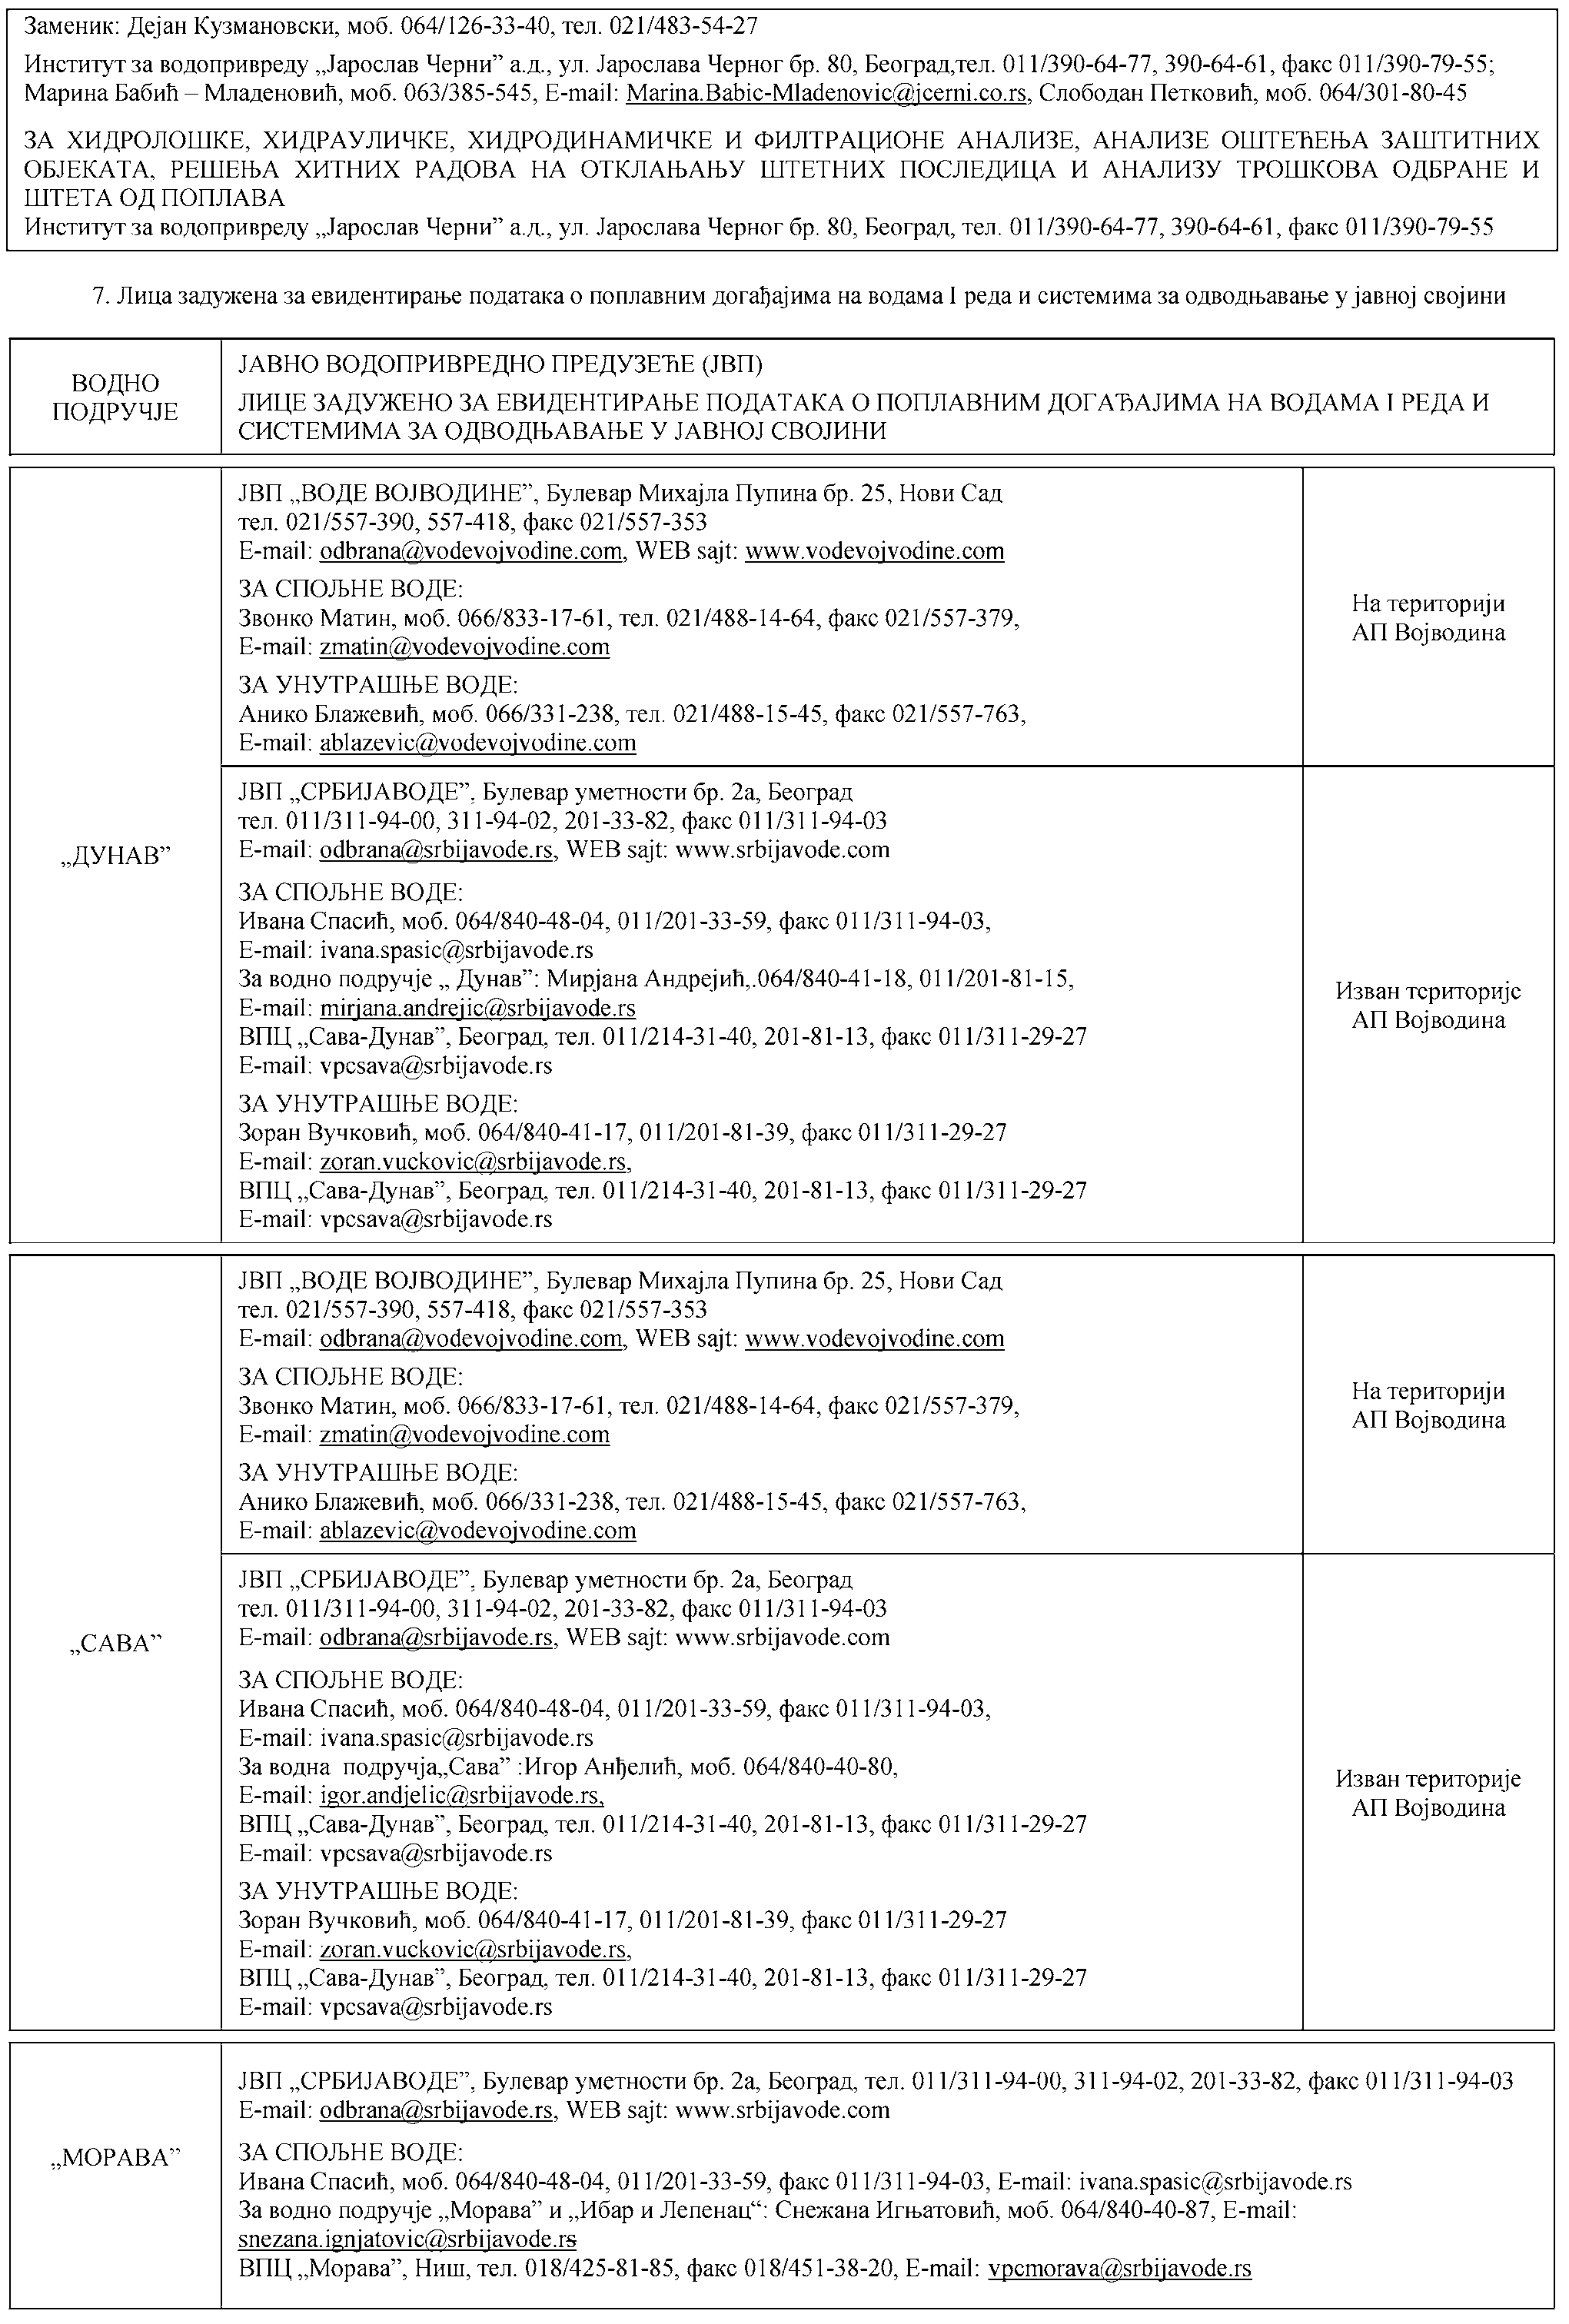 Заменик: Дејан Кузмановски, моб. 064/126-33-40, тел. 021/483-54-27
Институт за водопривреду „Јарослав Черни” а.д., ул. Јарослава Черног бр. 80, Београд,тел. 011/390-64-77, 390-64-61, факс 011/390-79-55;
Марина Бабић – Младеновић, моб. 063/385-545, E-mail: Marina.Babic-Mladenovic@jcerni.co.rs, Слободан Петковић, моб. 064/301-80-45
ЗА ХИДРОЛОШКЕ, ХИДРАУЛИЧКЕ, ХИДРОДИНАМИЧКЕ И ФИЛТРАЦИОНЕ АНАЛИЗЕ, АНАЛИЗЕ ОШТЕЋЕЊА ЗАШТИТНИХ
ОБЈЕКАТА, РЕШЕЊА ХИТНИХ РАДОВА НА ОТКЛАЊАЊУ ШТЕТНИХ ПОСЛЕДИЦА И АНАЛИЗУ ТРОШКОВА ОДБРАНЕ И
ШТЕТА ОД ПОПЛАВА
Институт за водопривреду „Јарослав Черни” а.д., ул. Јарослава Черног бр. 80, Београд, тел. 011/390-64-77, 390-64-61, факс 011/390-79-55
7. Лица задужена за евидентирање података о поплавним догађајима на водама I реда и системима за одводњавање у јавној својини
ВОДНО
ПОДРУЧЈЕ
ЈАВНО ВОДОПРИВРЕДНО ПРЕДУЗЕЋЕ (ЈВП)
ЛИЦЕ ЗАДУЖЕНО ЗА ЕВИДЕНТИРАЊЕ ПОДАТАКА О ПОПЛАВНИМ ДОГАЂАЈИМА НА ВОДАМА I РЕДА И
СИСТЕМИМА ЗА ОДВОДЊАВАЊЕ У ЈАВНОЈ СВОЈИНИ
„ДУНАВ”
ЈВП „ВОДЕ ВОЈВОДИНЕ”, Булевар Михајла Пупина бр. 25, Нови Сад
тел. 021/557-390, 557-418, факс 021/557-353
E-mail: odbrana@vodevojvodine.com, WEB sajt: www.vodevojvodine.com
ЗА СПОЉНЕ ВОДЕ:
Звонко Матин, моб. 066/833-17-61, тел. 021/488-14-64, факс 021/557-379,
E-mail: zmatin@vodevojvodine.com
ЗА УНУТРАШЊЕ ВОДЕ:
Анико Блажевић, моб. 066/331-238, тел. 021/488-15-45, факс 021/557-763,
E-mail: ablazevic@vodevojvodine.com
На територији
АП Војводина
ЈВП „СРБИЈАВОДЕ”, Булевар уметности бр. 2а, Београд
тел. 011/311-94-00, 311-94-02, 201-33-82, факс 011/311-94-03
E-mail: odbrana@srbijavode.rs, WEB sajt: www.srbijavode.com
ЗА СПОЉНЕ ВОДЕ:
Ивана Спасић, моб. 064/840-48-04, 011/201-33-59, факс 011/311-94-03,
E-mail: ivana.spasic@srbijavode.rs
За водно подручје „ Дунав”: Мирјана Андрејић,.064/840-41-18, 011/201-81-15,
E-mail: mirjana.andrejic@srbijavode.rs
ВПЦ „Сава-Дунав”, Београд, тел. 011/214-31-40, 201-81-13, факс 011/311-29-27
E-mail: vpcsava@srbijavode.rs
ЗА УНУТРАШЊЕ ВОДЕ:
Зоран Вучковић, моб. 064/840-41-17, 011/201-81-39, факс 011/311-29-27
E-mail: zoran.vuckovic@srbijavode.rs,
ВПЦ „Сава-Дунав”, Београд, тел. 011/214-31-40, 201-81-13, факс 011/311-29-27
E-mail: vpcsava@srbijavode.rs
Изван територије
АП Војводина
„САВА”
ЈВП „ВОДЕ ВОЈВОДИНЕ”, Булевар Михајла Пупина бр. 25, Нови Сад
тел. 021/557-390, 557-418, факс 021/557-353
E-mail: odbrana@vodevojvodine.com, WEB sajt: www.vodevojvodine.com
ЗА СПОЉНЕ ВОДЕ:
Звонко Матин, моб. 066/833-17-61, тел. 021/488-14-64, факс 021/557-379,
E-mail: zmatin@vodevojvodine.com
ЗА УНУТРАШЊЕ ВОДЕ:
Анико Блажевић, моб. 066/331-238, тел. 021/488-15-45, факс 021/557-763,
E-mail: ablazevic@vodevojvodine.com
На територији
АП Војводина
ЈВП „СРБИЈАВОДЕ”, Булевар уметности бр. 2а, Београд
тел. 011/311-94-00, 311-94-02, 201-33-82, факс 011/311-94-03
E-mail: odbrana@srbijavode.rs, WEB sajt: www.srbijavode.com
ЗА СПОЉНЕ ВОДЕ:
Ивана Спасић, моб. 064/840-48-04, 011/201-33-59, факс 011/311-94-03,
E-mail: ivana.spasic@srbijavode.rs
За водна  подручја„Сава” :Игор Анђелић, моб. 064/840-40-80,
E-mail: igor.andjelic@srbijavode.rs,
ВПЦ „Сава-Дунав”, Београд, тел. 011/214-31-40, 201-81-13, факс 011/311-29-27
E-mail: vpcsava@srbijavode.rs
ЗА УНУТРАШЊЕ ВОДЕ:
Зоран Вучковић, моб. 064/840-41-17, 011/201-81-39, факс 011/311-29-27
E-mail: zoran.vuckovic@srbijavode.rs,
ВПЦ „Сава-Дунав”, Београд, тел. 011/214-31-40, 201-81-13, факс 011/311-29-27
E-mail: vpcsava@srbijavode.rs
Изван територије
АП Војводина
„МОРАВА”
ЈВП „СРБИЈАВОДЕ”, Булевар уметности бр. 2а, Београд, тел. 011/311-94-00, 311-94-02, 201-33-82, факс 011/311-94-03
E-mail: odbrana@srbijavode.rs, WEB sajt: www.srbijavode.com
ЗА СПОЉНЕ ВОДЕ:
Ивана Спасић, моб. 064/840-48-04, 011/201-33-59, факс 011/311-94-03, E-mail: ivana.spasic@srbijavode.rs
За водно подручје „Морава” и „Ибар и Лепенац“: Снежана Игњатовић, моб. 064/840-40-87, E-mail:
snezana.ignjatovic@srbijavode.rs
ВПЦ „Морава”, Ниш, тел. 018/425-81-85, факс 018/451-38-20, E-mail: vpcmorava@srbijavode.rs